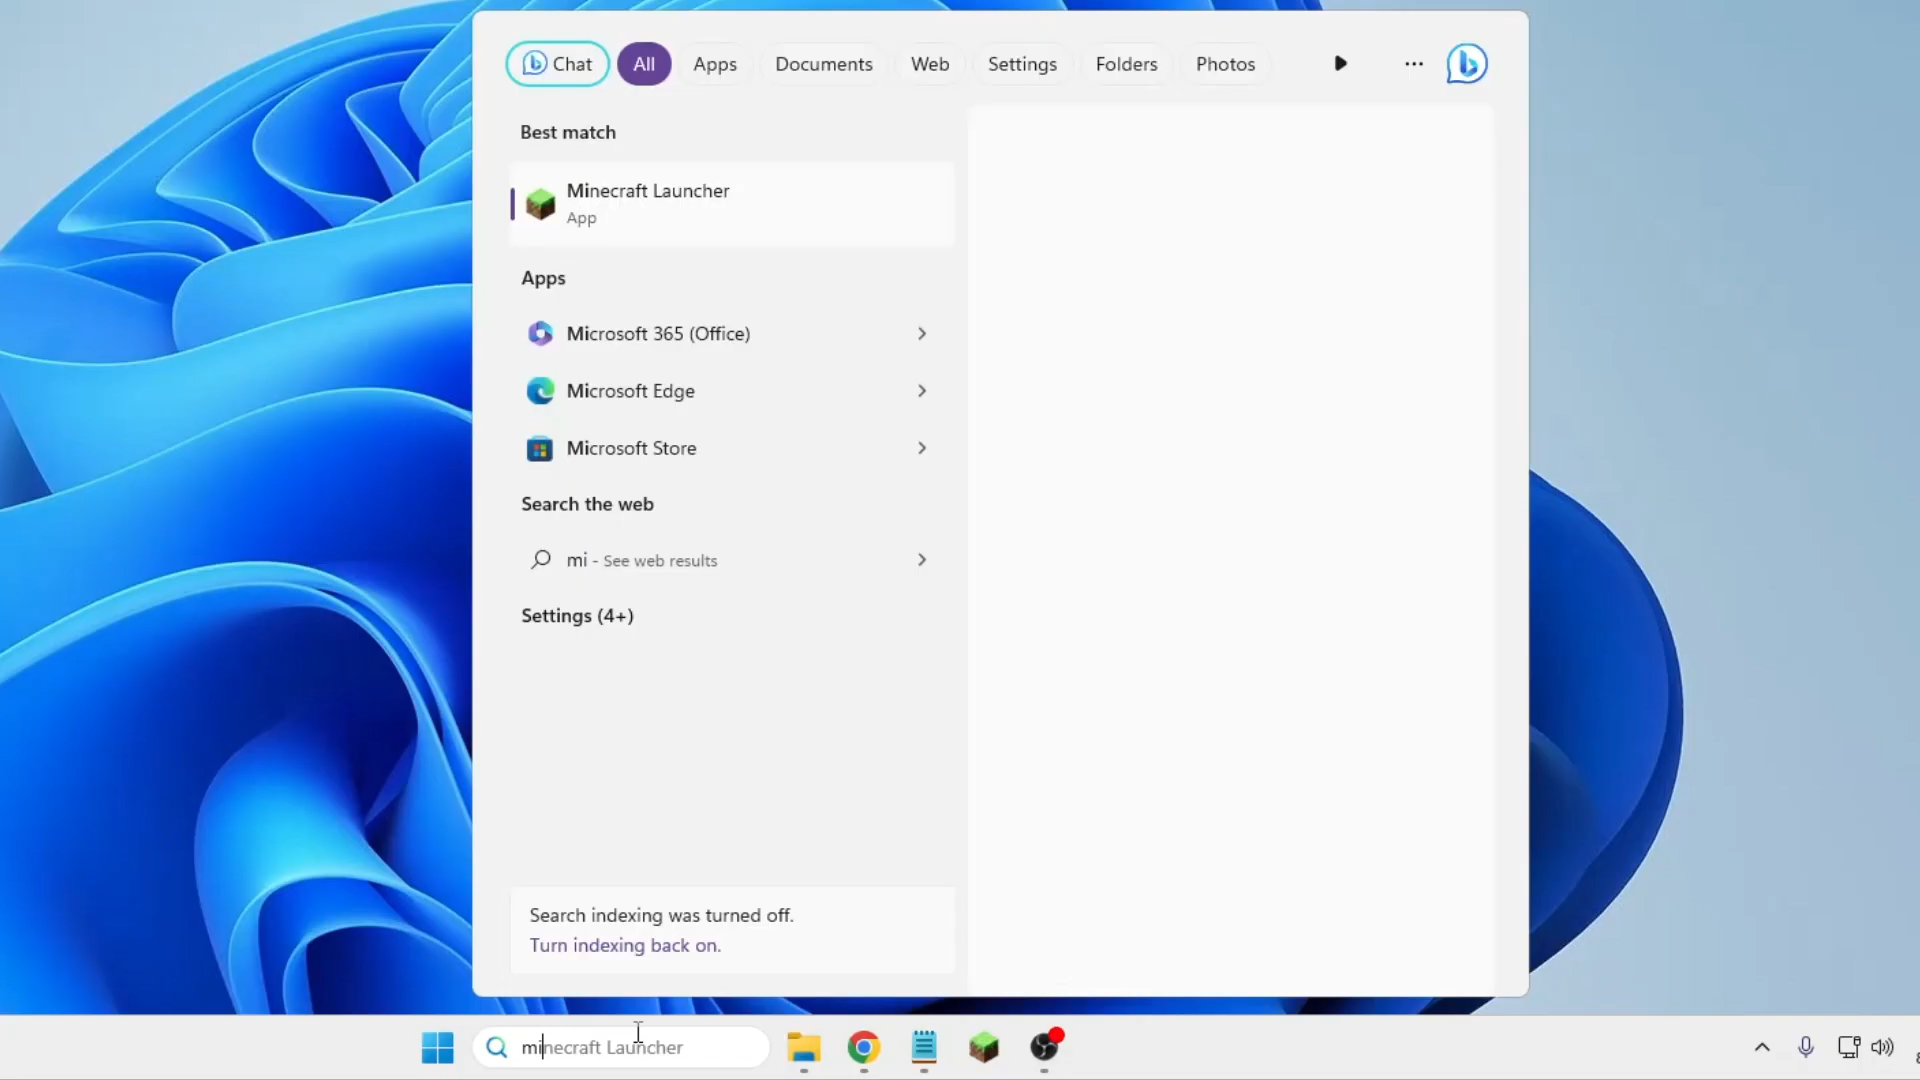 Chat All Apps Documents Web Settings Folders Photos
Best match
Minecraft Launcher
App
Apps
Microsoft 365 (Office)
Microsoft Edge
Microsoft Store
Search the web
mi - See web results
Settings (4+)
Search indexing was turned off.
Turn indexing back on.
minecraft Launcher